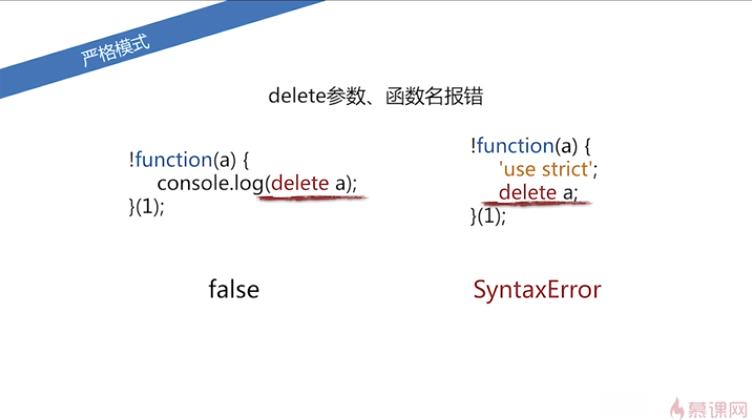 严格模式
delete参数、函数名报错
!function(a) {
console.log(delete a);
}(1);
false
!function(a) {
'use strict';
delete a;
}(1);
SyntaxError
慕课网